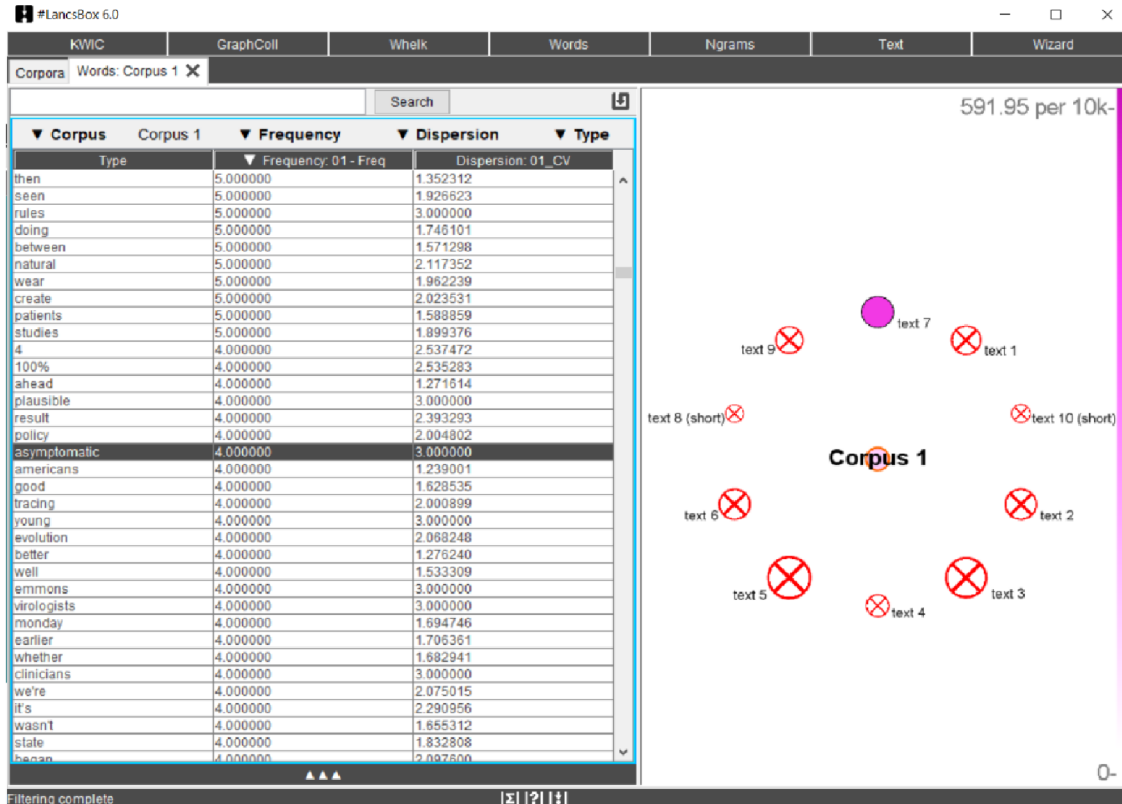 #LancsBox 6.0
KWIC GraphColl Whelk Words Ngrams Text Wizard
Corpora Words: Corpus 1
Search
▼ Corpus Corpus 1 ▼ Frequency ▼ Dispersion ▼ Type
Type ▼ Frequency: 01 - Freq Dispersion: 01_CV
then 5.000000 1.352312
seen 5.000000 1.926623
rules 5.000000 3.000000
doing 5.000000 1.746101
between 5.000000 1.571298
natural 5.000000 2.117352
wear 5.000000 1.962239
create 5.000000 2.023531
patients 5.000000 1.588859
studies 5.000000 1.899376
4 4.000000 2.537472
100% 4.000000 2.535283
ahead 4.000000 1.271614
plausible 4.000000 3.000000
result 4.000000 2.393293
policy 4.000000 2.004802
asymptomatic 4.000000 3.000000
americans 4.000000 1.239001
good 4.000000 1.628535
tracing 4.000000 2.000899
young 4.000000 3.000000
evolution 4.000000 2.068248
better 4.000000 1.276240
well 4.000000 1.533309
emmons 4.000000 3.000000
virologists 4.000000 3.000000
monday 4.000000 1.694746
earlier 4.000000 1.706361
whether 4.000000 1.682941
clinicians 4.000000 3.000000
we're 4.000000 2.075015
it's 4.000000 2.290956
wasn't 4.000000 1.655312
state 4.000000 1.832808
began 4.000000 2.097600
▲▲▲
Filtering complete
|Σ| |?| |‡|
591.95 per 10k-
text 7
text 9
text 1
text 8 (short)
text 10 (short)
Corpus 1
text 6
text 2
text 5
text 3
text 4
0-